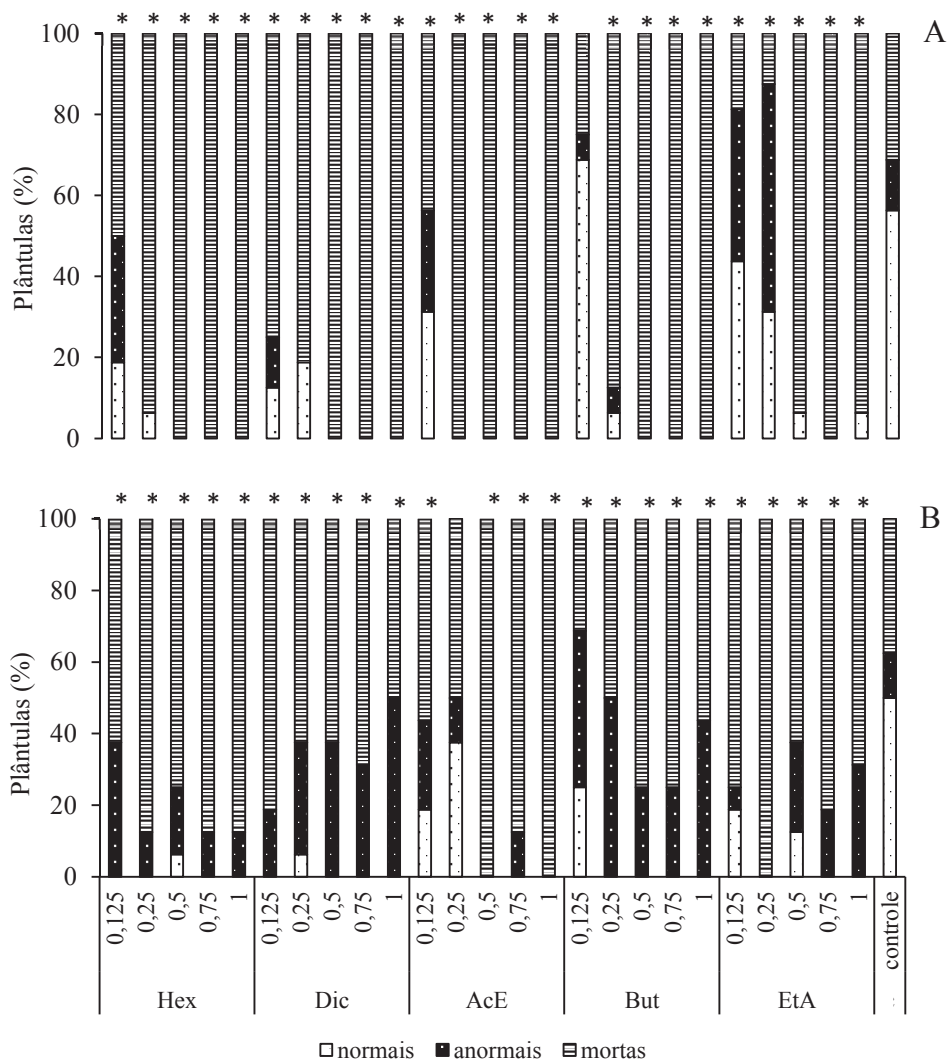 * * * * * * * * * * * * * * * * * * * * * * * *
A
100
80
60
40
20
0
Plântulas (%)
* * * * * * * * * * * * * * * * * * * * * * * *
B
100
80
60
40
20
0
Plântulas (%)
0,125 0,25 0,5 0,75 1 0,125 0,25 0,5 0,75 1 0,125 0,25 0,5 0,75 1 0,125 0,25 0,5 0,75 1 0,125 0,25 0,5 0,75 1 controle
Hex Dic AcE But EtA
normais anormais mortas